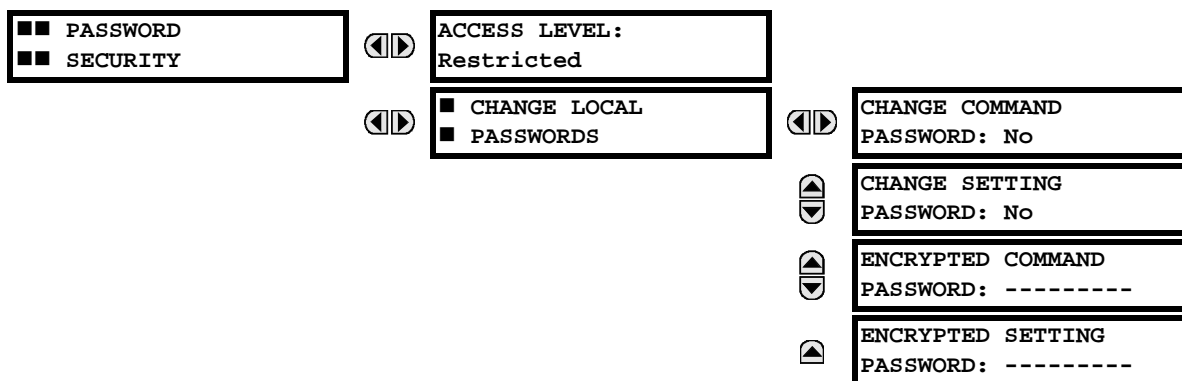 PASSWORD
SECURITY
ACCESS LEVEL:
Restricted
CHANGE LOCAL
PASSWORDS
CHANGE COMMAND
PASSWORD: No
CHANGE SETTING
PASSWORD: No
ENCRYPTED COMMAND
PASSWORD: ---------
ENCRYPTED SETTING
PASSWORD: ---------